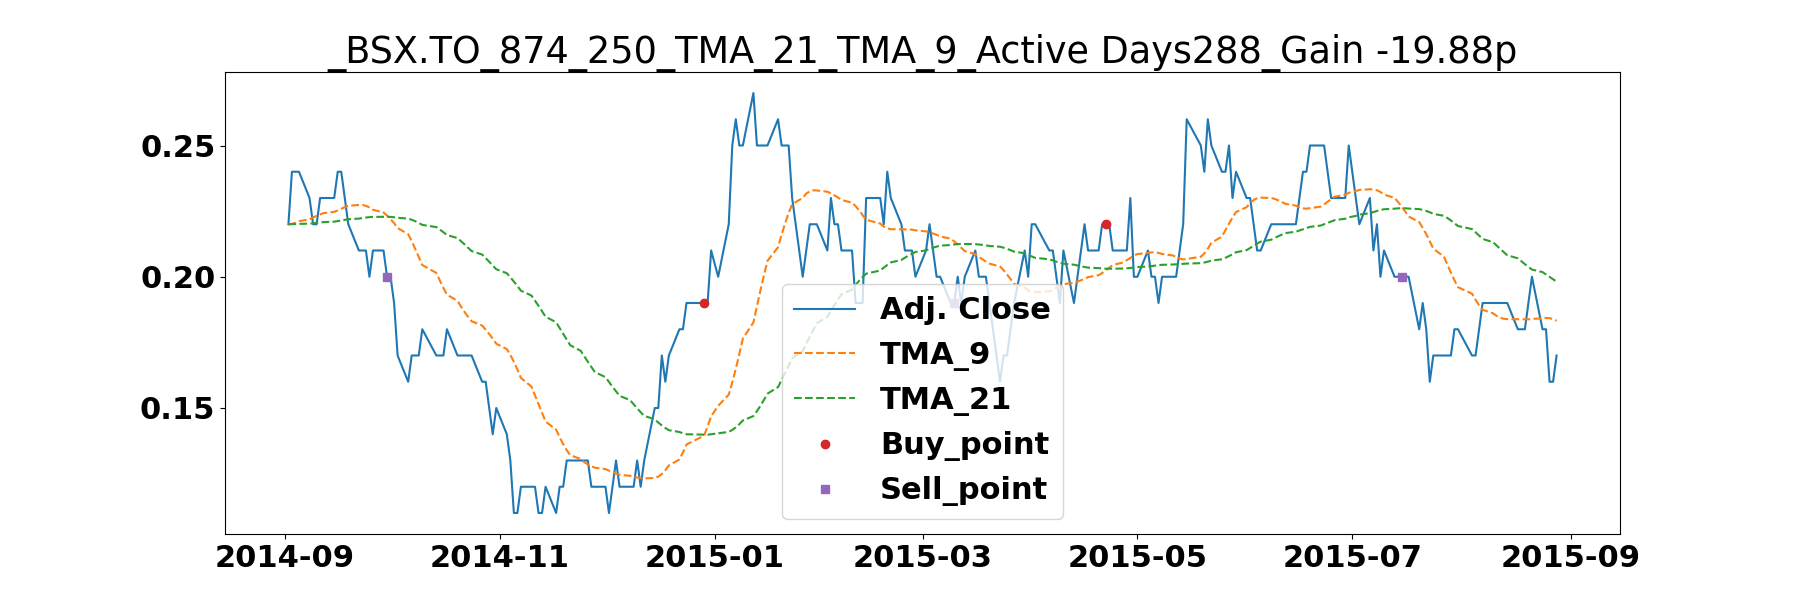 _BSX.TO_874_250_TMA_21_TMA_9_Active Days288_Gain -19.88p
0.25
0.20
0.15
Adj. Close
TMA_9
TMA_21
Buy_point
Sell_point
2014-09 2014-11 2015-01 2015-03 2015-05 2015-07 2015-09